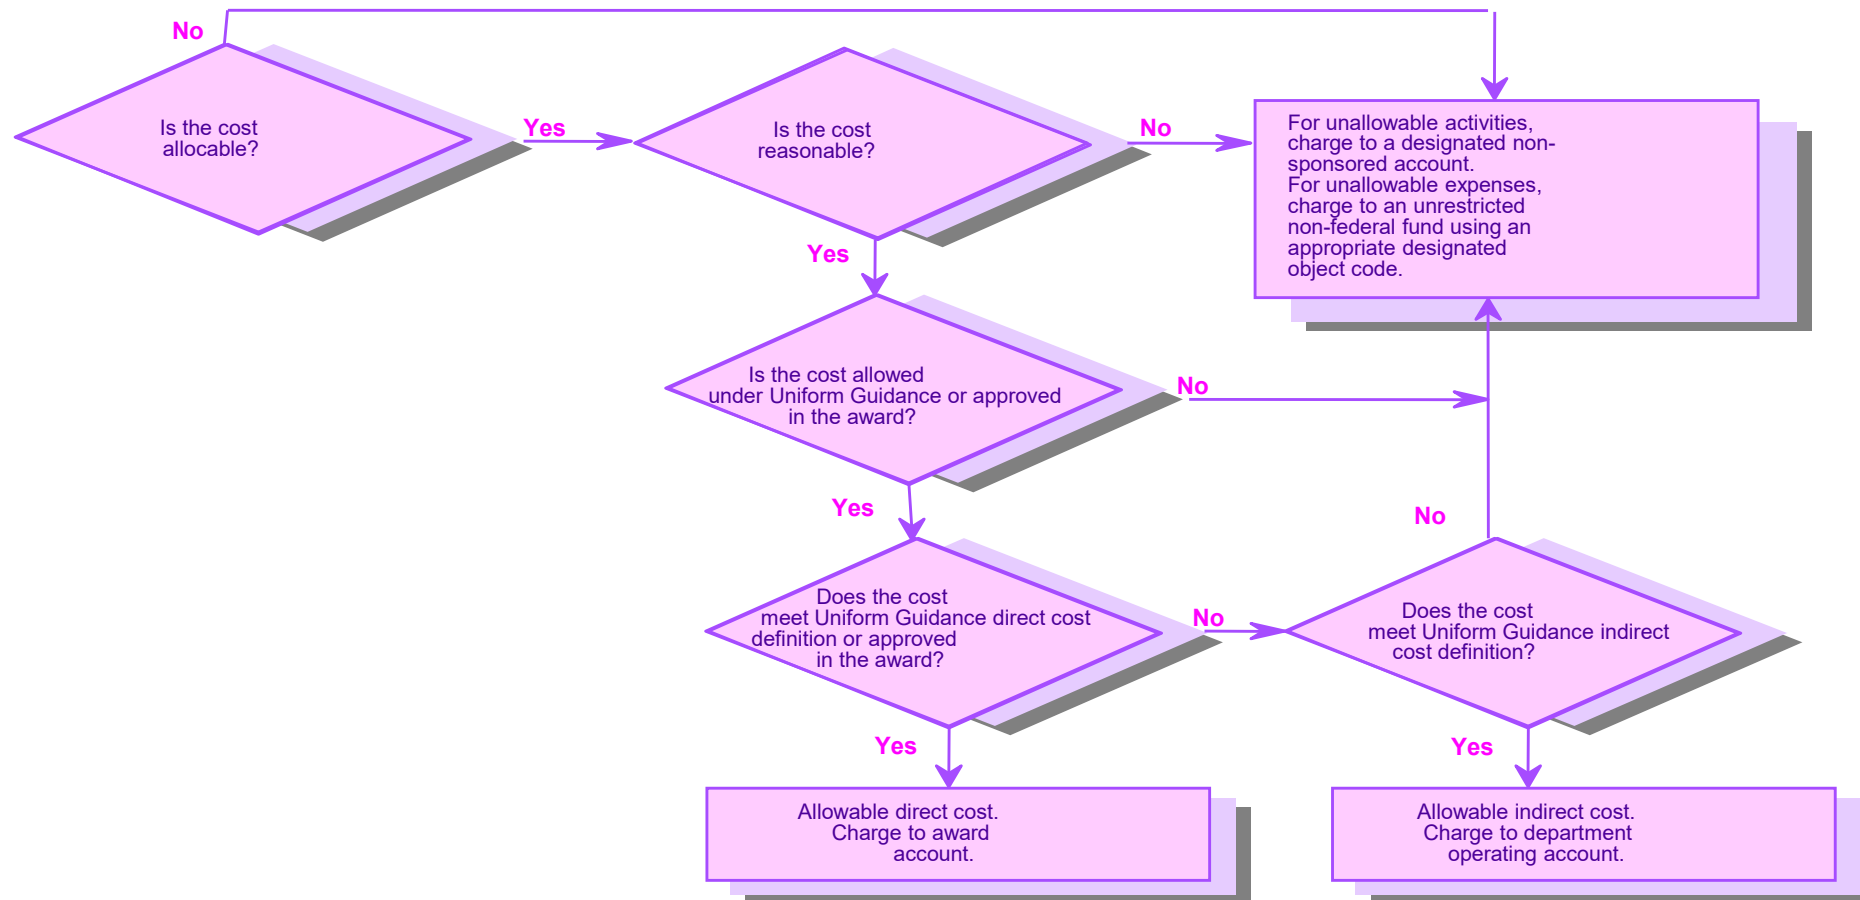 No
Is the cost
allocable?
Yes
Is the cost
reasonable?
No
For unallowable activities,
charge to a designated non-
sponsored account.
For unallowable expenses,
charge to an unrestricted
non-federal fund using an
appropriate designated
object code.
Yes
Is the cost allowed
under Uniform Guidance or approved
in the award?
No
Yes
Does the cost
meet Uniform Guidance direct cost
definition or approved
in the award?
No
No
Does the cost
meet Uniform Guidance indirect
cost definition?
Yes
Allowable direct cost.
Charge to award
account.
Yes
Allowable indirect cost.
Charge to department
operating account.